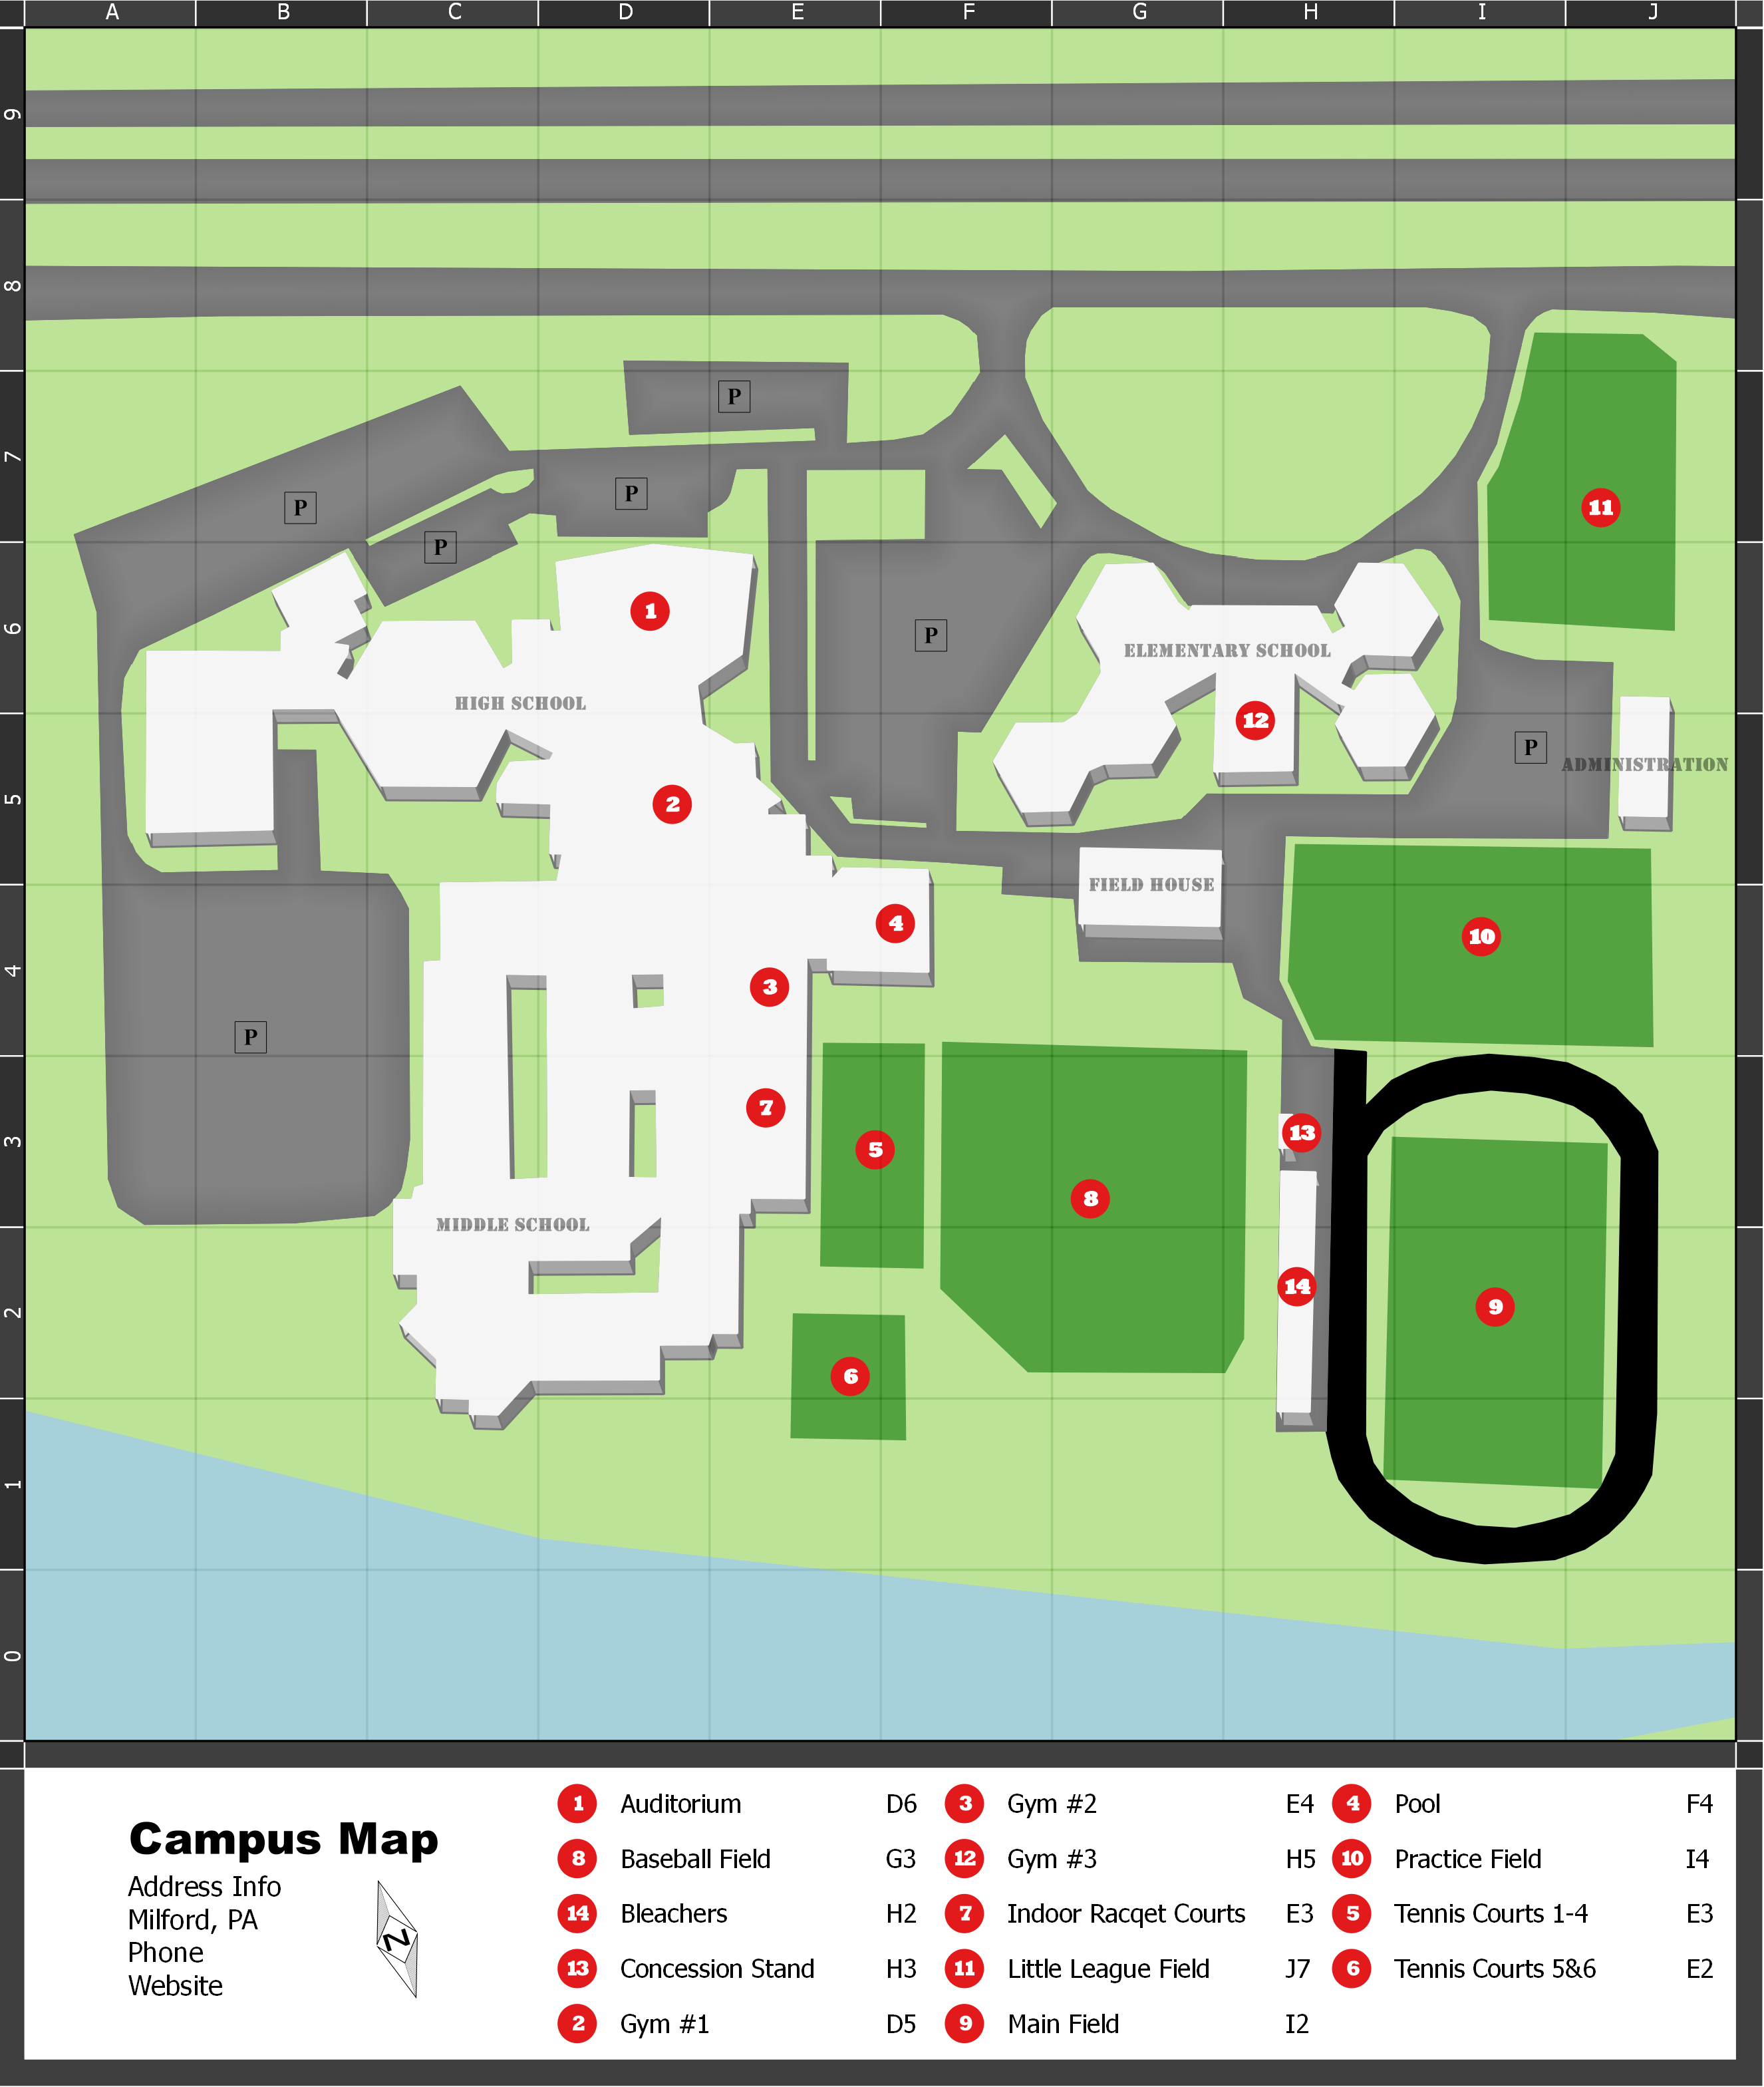 A B C D E F G H I J
9
8
P
7
P
P
11
P
6
1
P
ELEMENTARY SCHOOL
HIGH SCHOOL
12
P
ADMINISTRATION
5
2
FIELD HOUSE
4
10
4
3
P
7
13
3
5
8
MIDDLE SCHOOL
14
2
9
6
1
0
Campus Map
Address Info
Milford, PA
Phone
Website
N
1 Auditorium D6
8 Baseball Field G3
14 Bleachers H2
13 Concession Stand H3
2 Gym #1 D5
3 Gym #2 E4
12 Gym #3 H5
7 Indoor Racqet Courts E3
11 Little League Field J7
9 Main Field I2
4 Pool F4
10 Practice Field I4
5 Tennis Courts 1-4 E3
6 Tennis Courts 5&6 E2